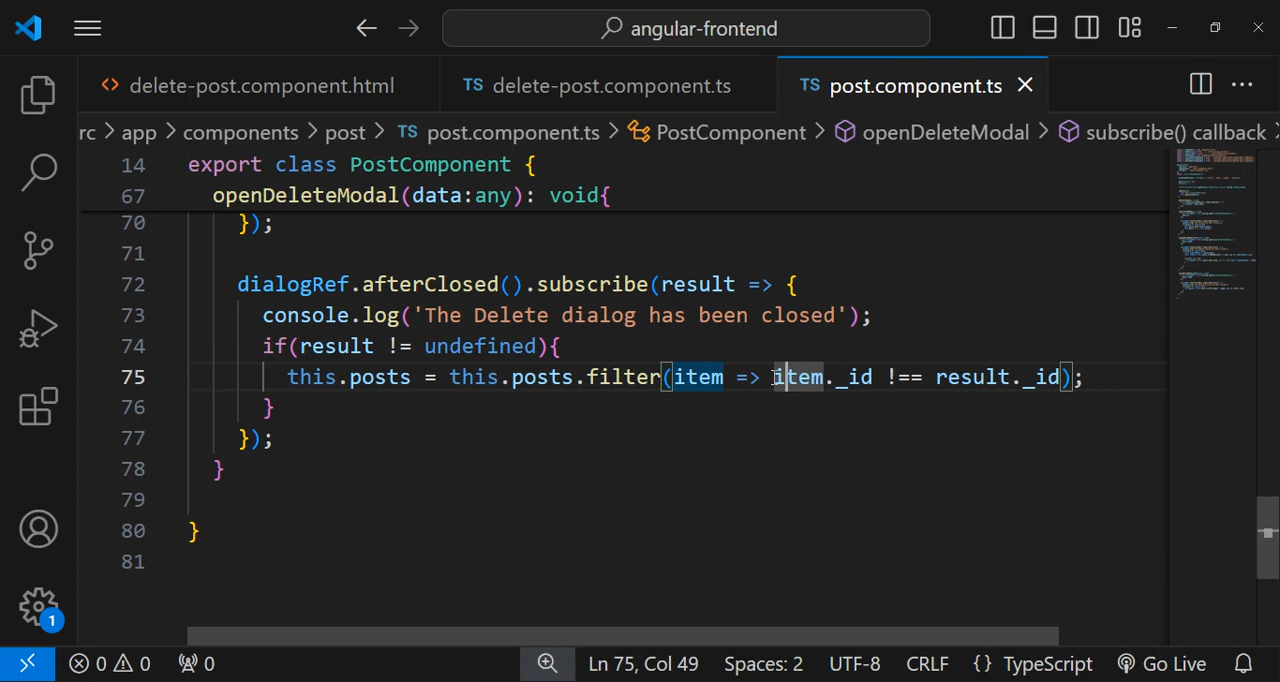 angular-frontend
delete-post.component.html
TS delete-post.component.ts
TS post.component.ts
rc > app > components > post > TS post.component.ts > PostComponent > openDeleteModal > subscribe() callback >
14 export class PostComponent {
67 openDeleteModal(data:any): void{
70 });
71
72 dialogRef.afterClosed().subscribe(result => {
73 console.log('The Delete dialog has been closed');
74 if(result != undefined){
75 this.posts = this.posts.filter(item => item._id !== result._id);
76 }
77 });
78 }
79
80 }
81
1
0 0 0 Ln 75, Col 49 Spaces: 2 UTF-8 CRLF {} TypeScript Go Live